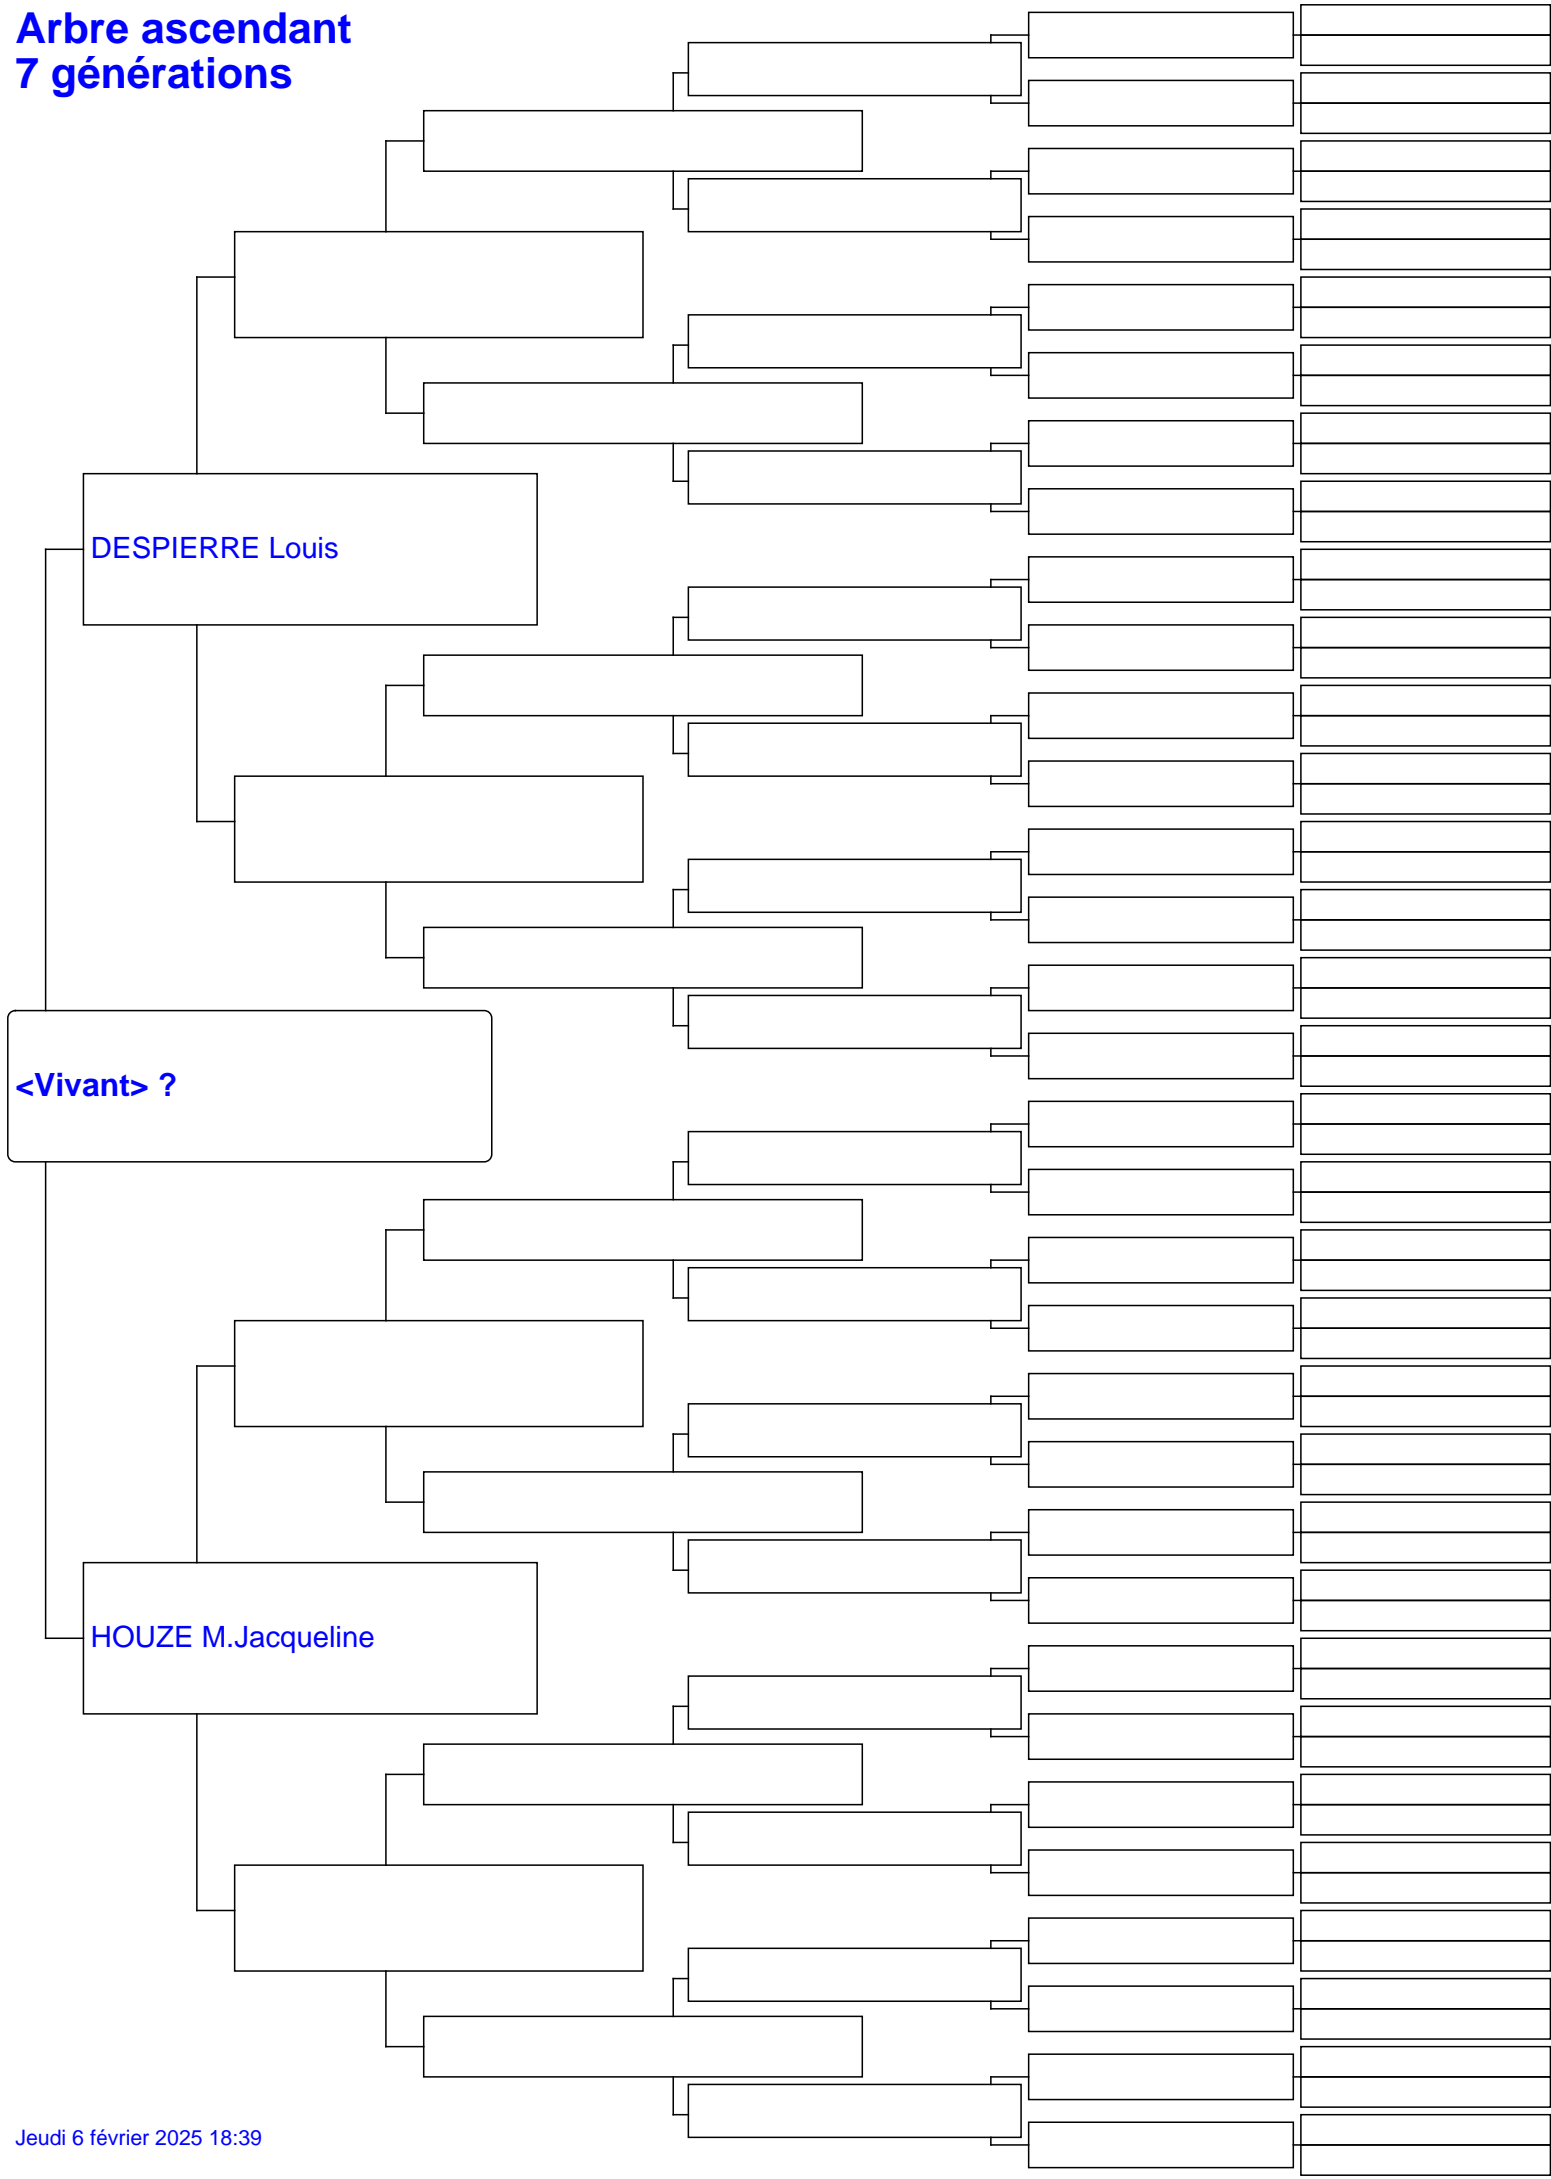 Arbre ascendant
7 générations
DESPIERRE Louis
<Vivant> ?
HOUZE M.Jacqueline
Jeudi 6 février 2025 18:39